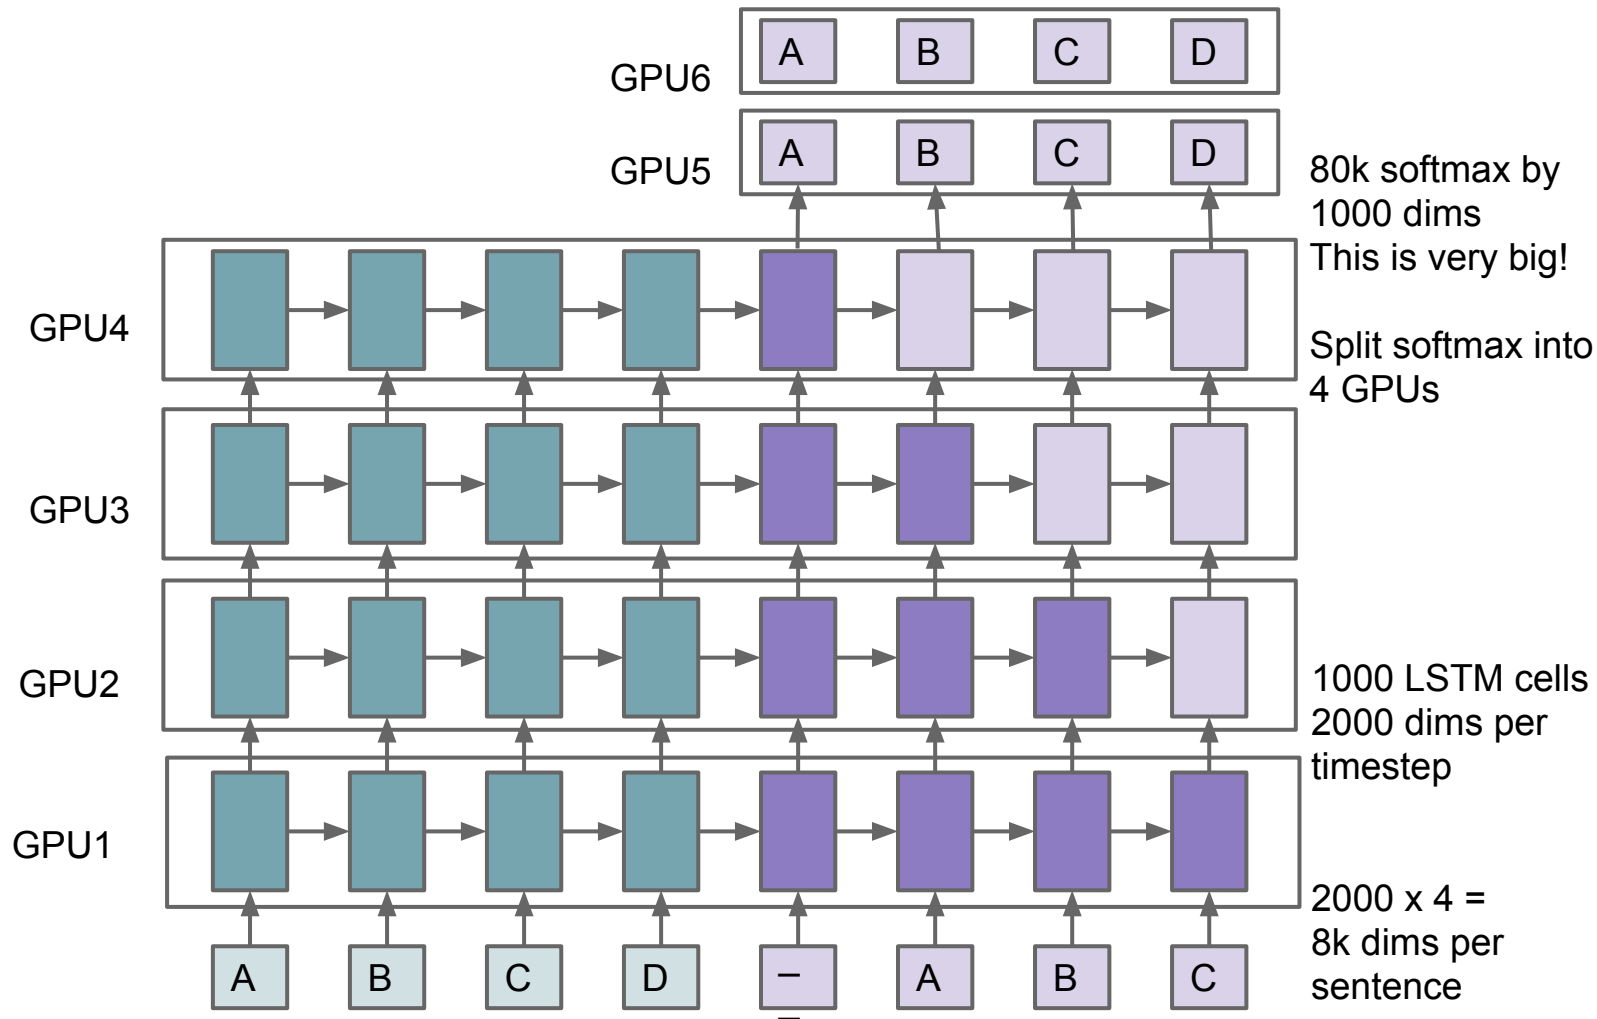 A B C D
GPU6
A B C D
GPU5
80k softmax by
1000 dims
This is very big!
GPU4
Split softmax into
4 GPUs
GPU3
GPU2
1000 LSTM cells
2000 dims per
timestep
GPU1
2000 x 4 =
8k dims per
sentence
A B C D _ A B C